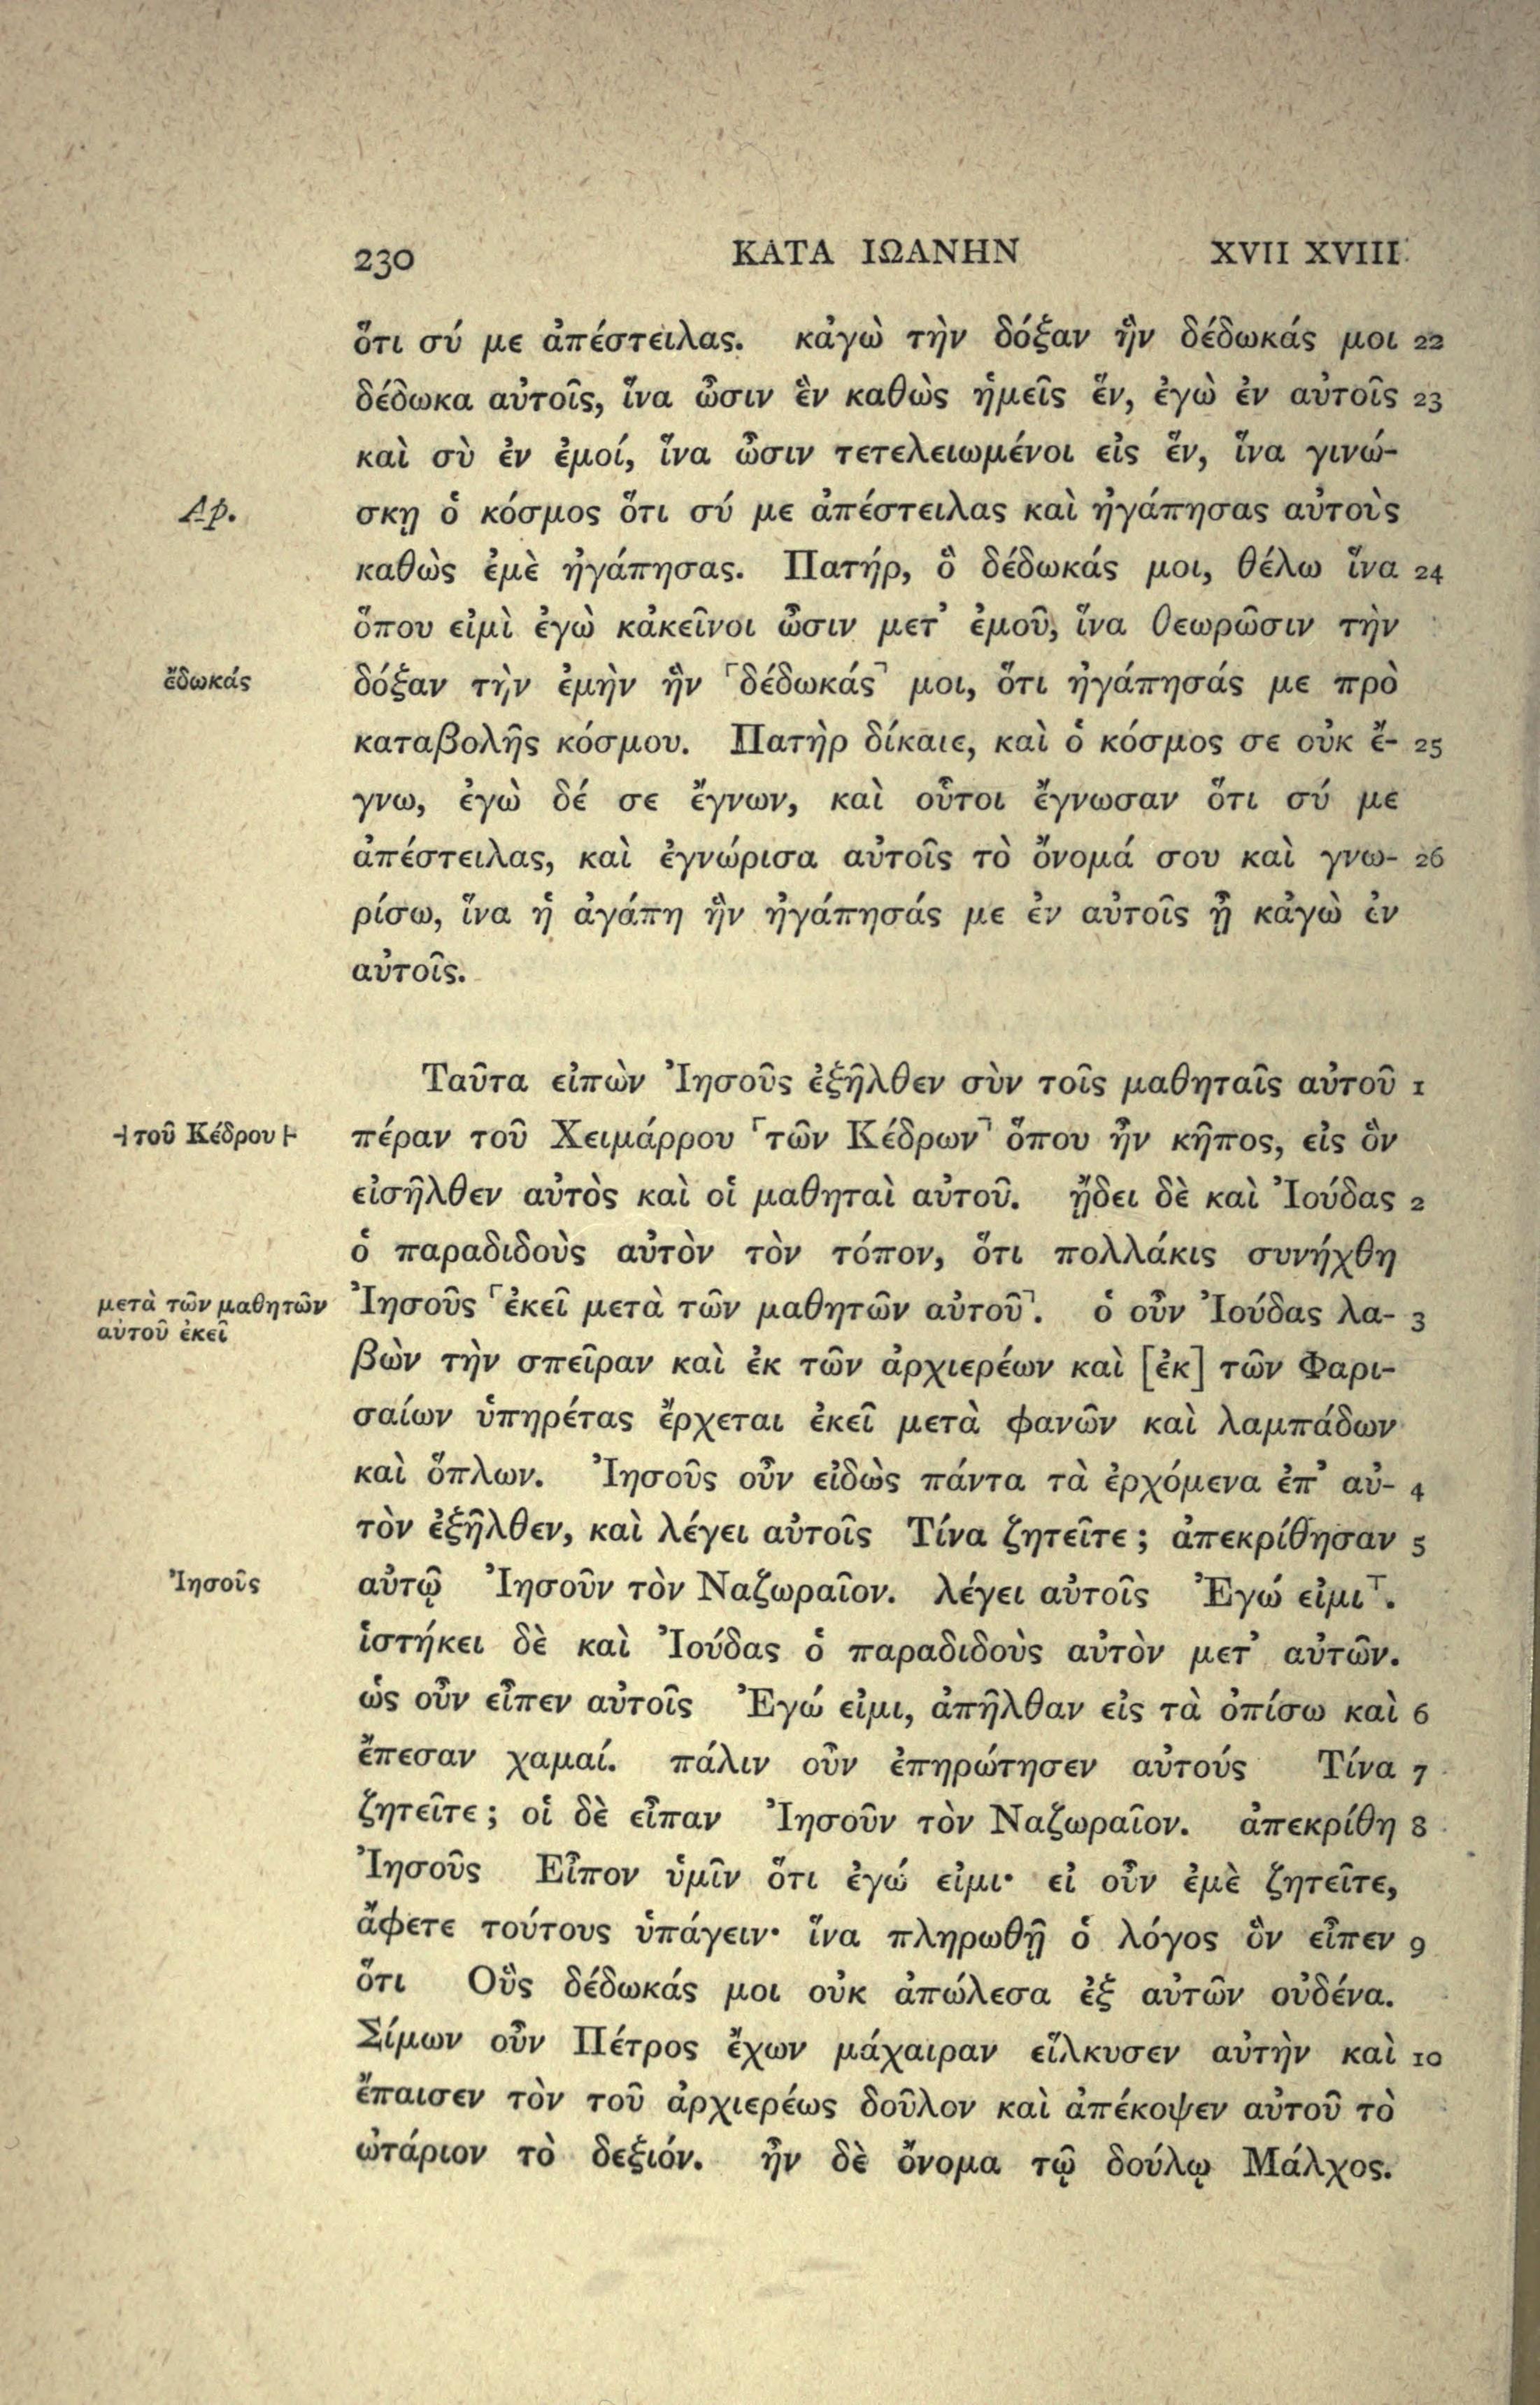 230 ΚΑΤΑ ΙΩΑΝΗΝ XVII XVIII
ὅτι σύ με ἀπέστειλας. κἀγὼ τὴν δόξαν ἣν δέδωκάς μοι 22
δέδωκα αὐτοῖς, ἵνα ὦσιν ἓν καθὼς ἡμεῖς ἕν, ἐγὼ ἐν αὐτοῖς 23
καὶ σὺ ἐν ἐμοί, ἵνα ὦσιν τετελειωμένοι εἰς ἕν, ἵνα γινώ-
Ap. σκῃ ὁ κόσμος ὅτι σύ με ἀπέστειλας καὶ ἠγάπησας αὐτοὺς
καθὼς ἐμὲ ἠγάπησας. Πατήρ, ὃ δέδωκάς μοι, θέλω ἵνα 24
ὅπου εἰμὶ ἐγὼ κἀκεῖνοι ὦσιν μετ᾽ ἐμοῦ, ἵνα θεωρῶσιν τὴν
ἔδωκάς δόξαν τὴν ἐμὴν ἣν ⌜δέδωκάς⌝ μοι, ὅτι ἠγάπησάς με πρὸ
καταβολῆς κόσμου. Πατὴρ δίκαιε, καὶ ὁ κόσμος σε οὐκ ἔ- 25
γνω, ἐγὼ δέ σε ἔγνων, καὶ οὗτοι ἔγνωσαν ὅτι σύ με
ἀπέστειλας, καὶ ἐγνώρισα αὐτοῖς τὸ ὄνομά σου καὶ γνω- 26
ρίσω, ἵνα ἡ ἀγάπη ἣν ἠγάπησάς με ἐν αὐτοῖς ᾖ κἀγὼ ἐν
αὐτοῖς.
Ταῦτα εἰπὼν Ἰησοῦς ἐξῆλθεν σὺν τοῖς μαθηταῖς αὐτοῦ 1
⊣τοῦ Κέδρου⊢ πέραν τοῦ Χειμάρρου ⌜τῶν Κέδρων⌝ ὅπου ἦν κῆπος, εἰς ὃν
εἰσῆλθεν αὐτὸς καὶ οἱ μαθηταὶ αὐτοῦ. ᾔδει δὲ καὶ Ἰούδας 2
ὁ παραδιδοὺς αὐτὸν τὸν τόπον, ὅτι πολλάκις συνήχθη
μετὰ τῶν μαθητῶν Ἰησοῦς ⌜ἐκεῖ μετὰ τῶν μαθητῶν αὐτοῦ⌝. ὁ οὖν Ἰούδας λα- 3
αὐτοῦ ἐκεῖ
βὼν τὴν σπεῖραν καὶ ἐκ τῶν ἀρχιερέων καὶ [ἐκ] τῶν Φαρι-
σαίων ὑπηρέτας ἔρχεται ἐκεῖ μετὰ φανῶν καὶ λαμπάδων
καὶ ὅπλων. Ἰησοῦς οὖν εἰδὼς πάντα τὰ ἐρχόμενα ἐπ᾽ αὐ- 4
τὸν ἐξῆλθεν, καὶ λέγει αὐτοῖς Τίνα ζητεῖτε; ἀπεκρίθησαν 5
Ἰησοῦς αὐτῷ Ἰησοῦν τὸν Ναζωραῖον. λέγει αὐτοῖς Ἐγώ εἰμι⊤.
ἱστήκει δὲ καὶ Ἰούδας ὁ παραδιδοὺς αὐτὸν μετ᾽ αὐτῶν.
ὡς οὖν εἶπεν αὐτοῖς Ἐγώ εἰμι, ἀπῆλθαν εἰς τὰ ὀπίσω καὶ 6
ἔπεσαν χαμαί. πάλιν οὖν ἐπηρώτησεν αὐτούς Τίνα 7
ζητεῖτε; οἱ δὲ εἶπαν Ἰησοῦν τὸν Ναζωραῖον. ἀπεκρίθη 8
Ἰησοῦς Εἶπον ὑμῖν ὅτι ἐγώ εἰμι· εἰ οὖν ἐμὲ ζητεῖτε,
ἄφετε τούτους ὑπάγειν· ἵνα πληρωθῇ ὁ λόγος ὃν εἶπεν 9
ὅτι Οὓς δέδωκάς μοι οὐκ ἀπώλεσα ἐξ αὐτῶν οὐδένα.
Σίμων οὖν Πέτρος ἔχων μάχαιραν εἵλκυσεν αὐτὴν καὶ 10
ἔπαισεν τὸν τοῦ ἀρχιερέως δοῦλον καὶ ἀπέκοψεν αὐτοῦ τὸ
ὠτάριον τὸ δεξιόν. ἦν δὲ ὄνομα τῷ δούλῳ Μάλχος.